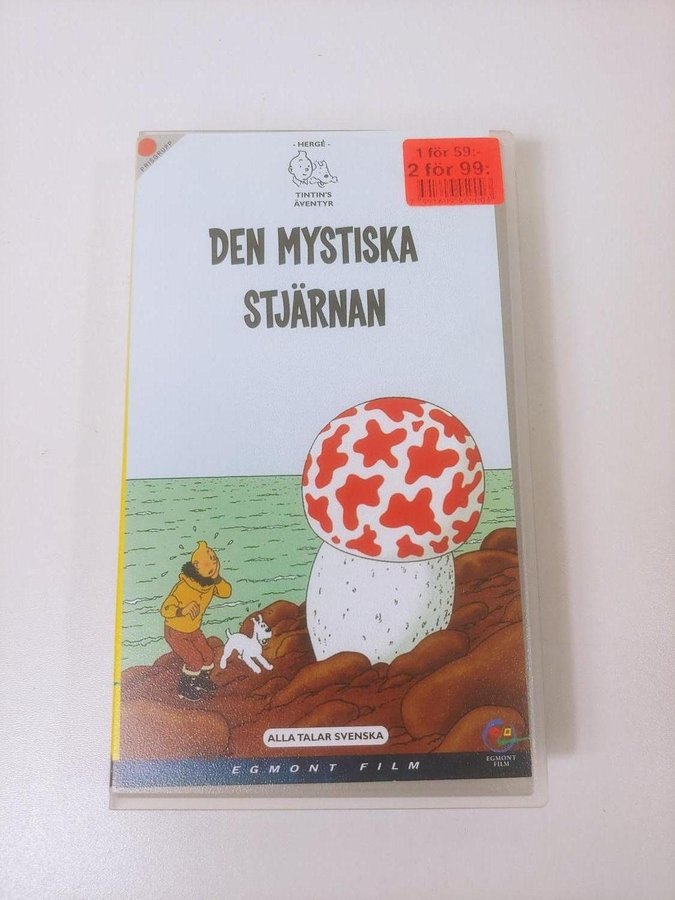 PRISGRUPP
- HERGÉ -
TINTIN'S
ÄVENTYR
1 för 59:-
2 för 99:
DEN MYSTISKA
STJÄRNAN
ALLA TALAR SVENSKA
EGMONT FILM
EGMONT
FILM